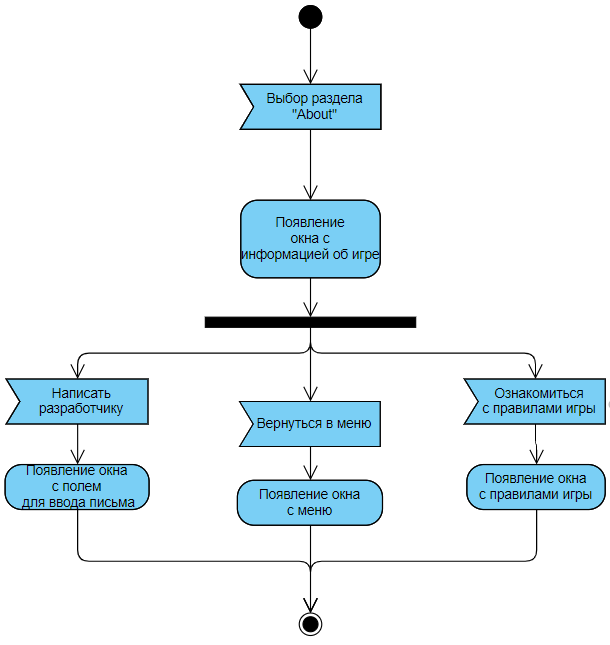 Выбор раздела
"About"
Появление
окна с
информацией об игре
Написать
разработчику
Вернуться в меню
Ознакомиться
с правилами игры
Появление окна
с полем
для ввода письма
Появление окна
с меню
Появление окна
с правилами игры